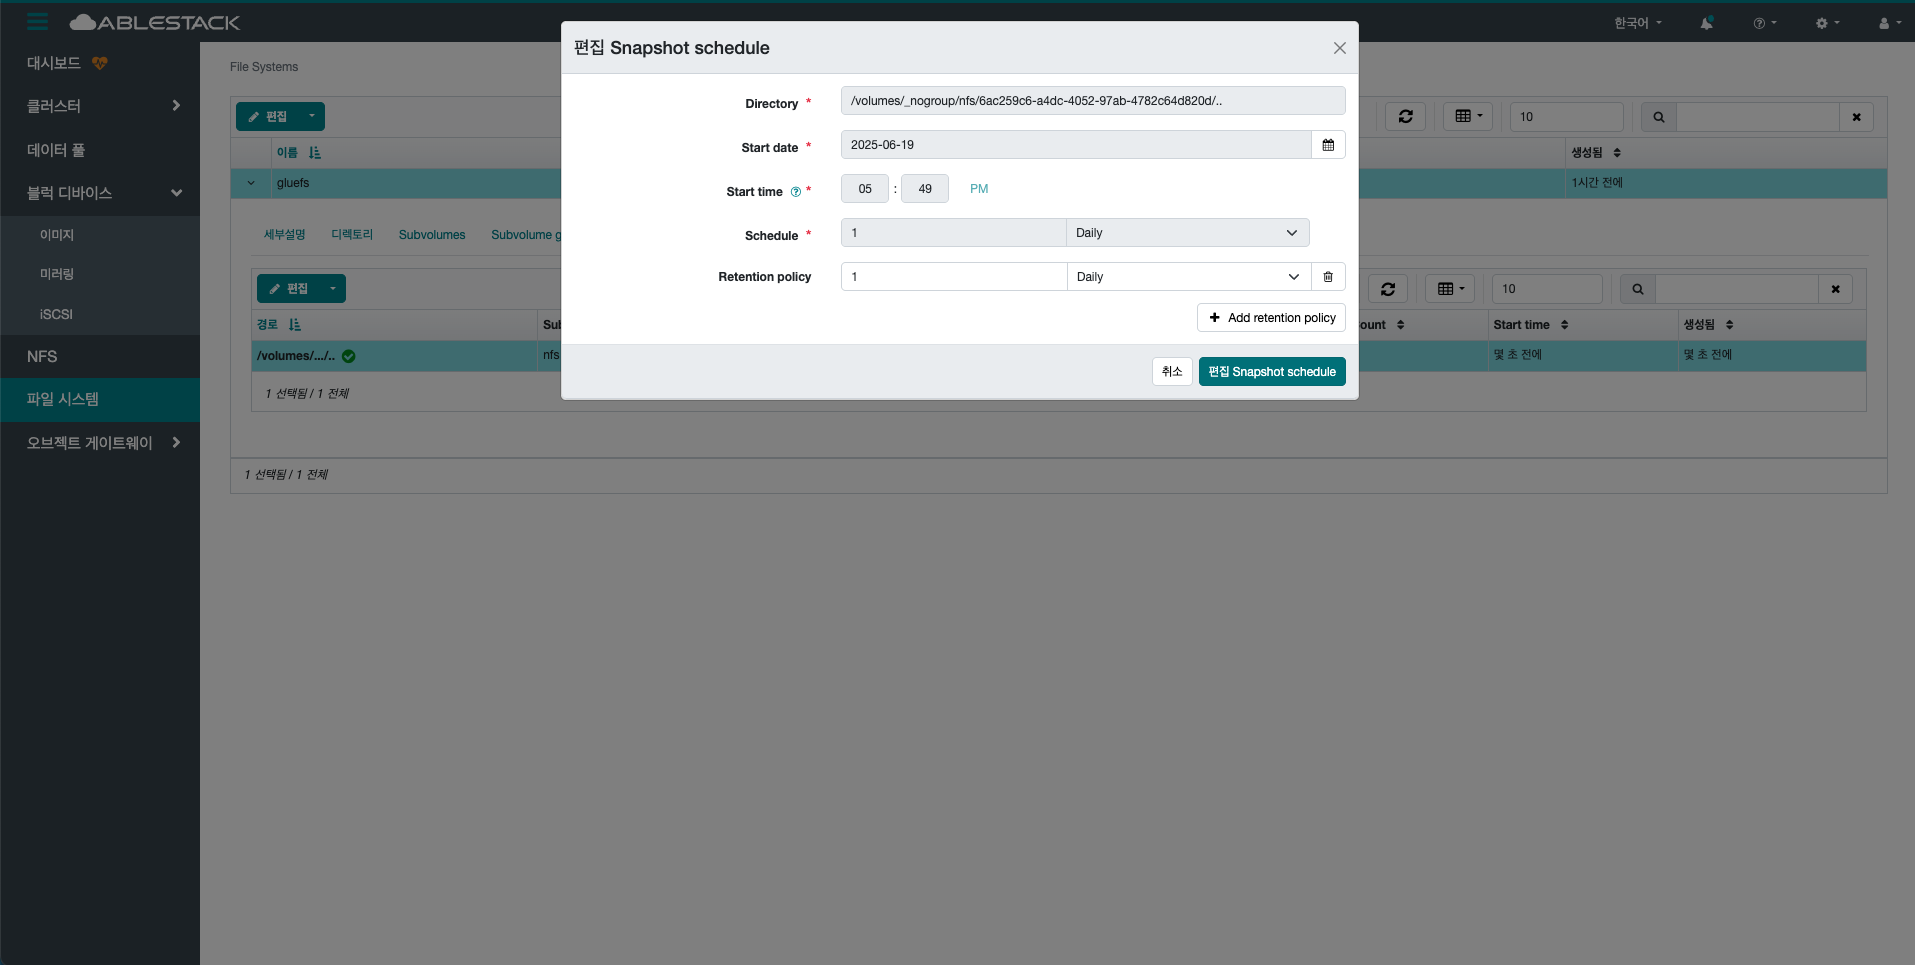 ABLESTACK
한국어
대시보드
클러스터
데이터 풀
블럭 디바이스
이미지
미러링
iSCSI
NFS
파일 시스템
오브젝트 게이트웨이
File Systems
편집
10
이름
생성됨
gluefs
1시간 전에
세부설명
디렉토리
Subvolumes
Subvolume g
편집
10
경로
Sul
ount
Start time
생성됨
/volumes/.../..
nfs
몇 초 전에
몇 초 전에
1 선택됨 / 1 전체
1 선택됨 / 1 전체
편집 Snapshot schedule
Directory *
/volumes/_nogroup/nfs/6ac259c6-a4dc-4052-97ab-4782c64d820d/..
Start date *
2025-06-19
Start time *
05 : 49 PM
Schedule *
1
Daily
Retention policy
1
Daily
Add retention policy
취소
편집 Snapshot schedule